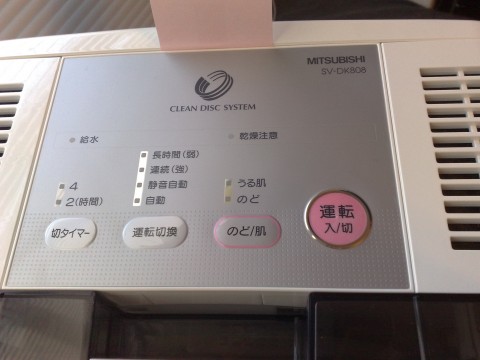 MITSUBISHI
SV-DK808
CLEAN DISC SYSTEM
給水
乾燥注意
長時間(弱)
連続(強)
静音自動
自動
4
2(時間)
うる肌
のど
切タイマー
運転切換
のど/肌
運転
入/切